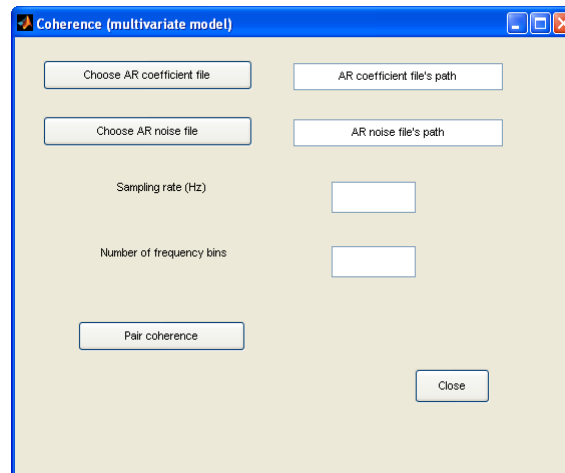 Coherence (multivariate model)
Choose AR coefficient file
AR coefficient file's path
Choose AR noise file
AR noise file's path
Sampling rate (Hz)
Number of frequency bins
Pair coherence
Close